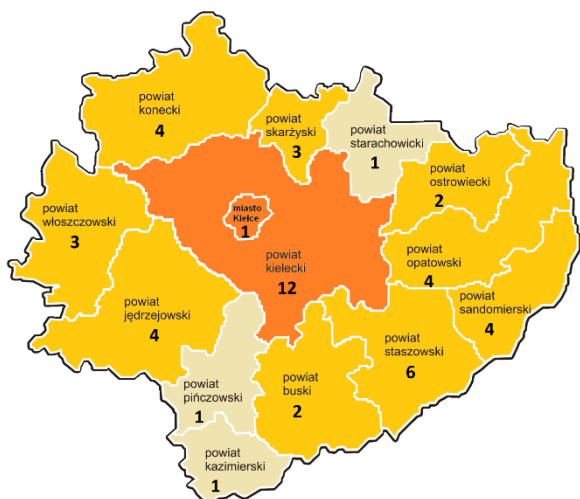 powiat
konecki
4
powiat
skarżyski
3
powiat
starachowicki
1
powiat
ostrowiecki
2
powiat
włoszczowski
3
miasto
Kielce
1
powiat
kielecki
12
powiat
opatowski
4
powiat
sandomierski
4
powiat
jędrzejowski
4
powiat
staszowski
6
powiat
pińczowski
1
powiat
buski
2
powiat
kazimierski
1